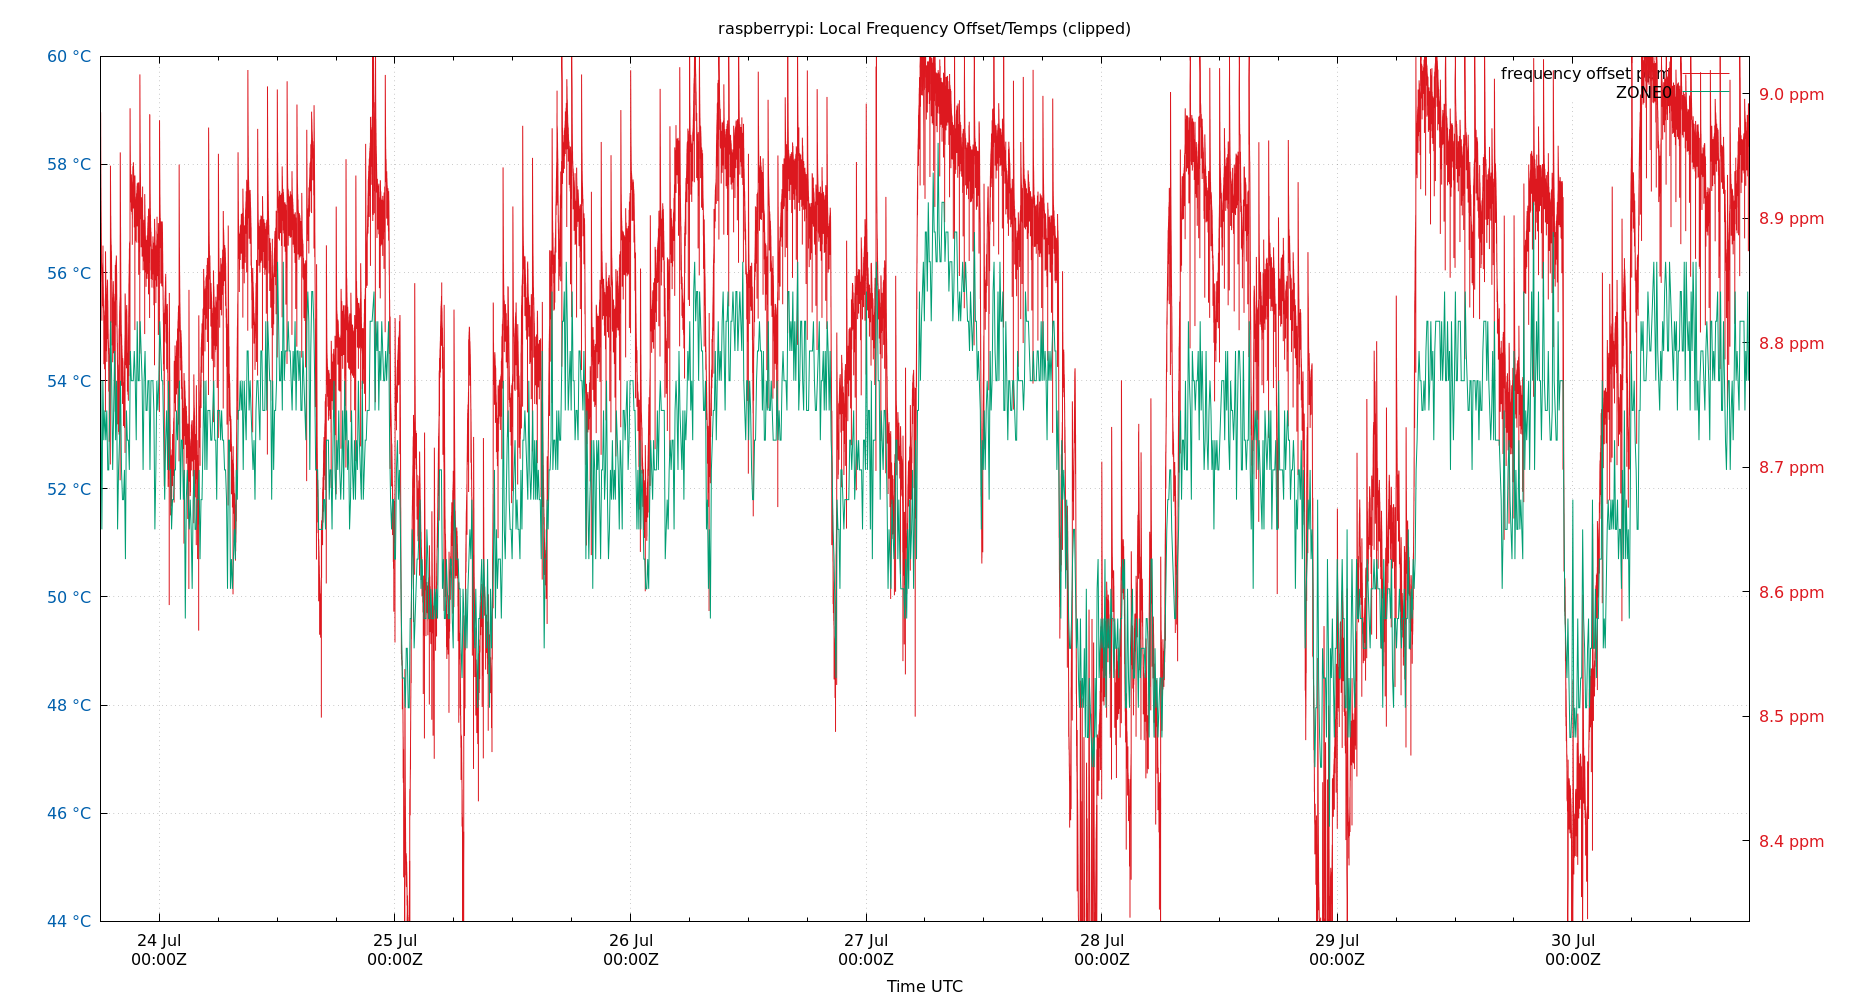 raspberrypi: Local Frequency Offset/Temps (clipped)
60 °C
58 °C
56 °C
54 °C
52 °C
50 °C
48 °C
46 °C
44 °C
frequency offset ppm
ZONE0
9.0 ppm
8.9 ppm
8.8 ppm
8.7 ppm
8.6 ppm
8.5 ppm
8.4 ppm
24 Jul
00:00Z
25 Jul
00:00Z
26 Jul
00:00Z
27 Jul
00:00Z
28 Jul
00:00Z
29 Jul
00:00Z
30 Jul
00:00Z
Time UTC